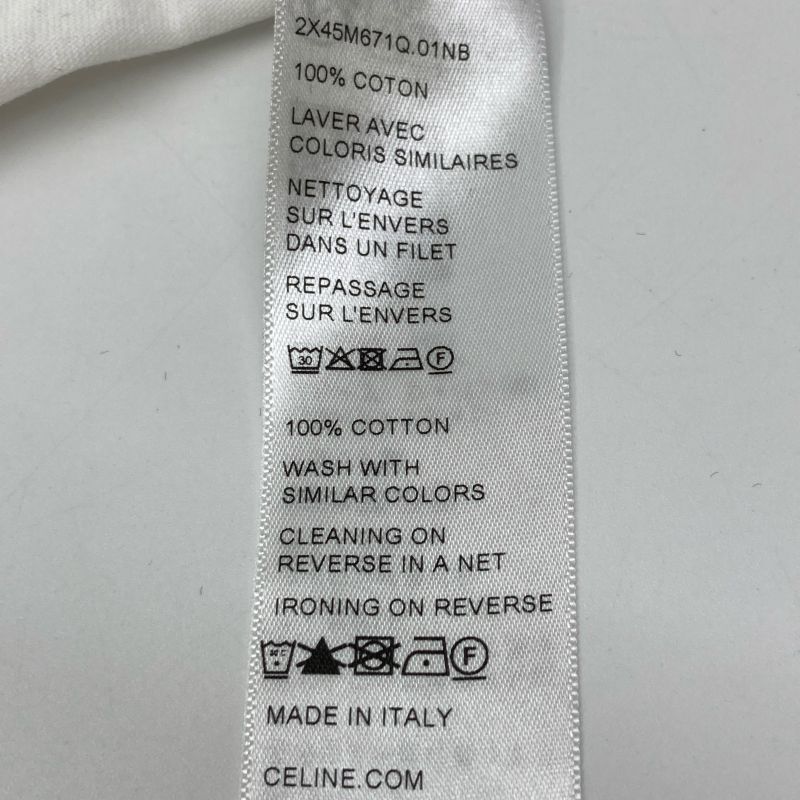 2X45M671Q.01NB
100% COTON
LAVER AVEC
COLORIS SIMILAIRES
NETTOYAGE
SUR L'ENVERS
DANS UN FILET
REPASSAGE
SUR L'ENVERS
30 F
100% COTTON
WASH WITH
SIMILAR COLORS
CLEANING ON
REVERSE IN A NET
IRONING ON REVERSE
F
MADE IN ITALY
CELINE.COM